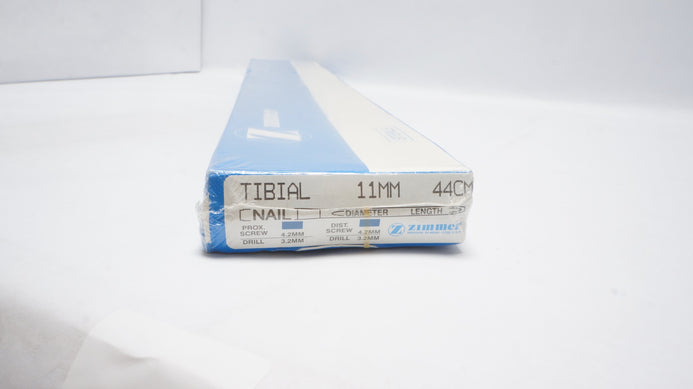 TIBIAL 11MM 44CM
NAIL DIAMETER LENGTH
PROX. SCREW 4.2MM DIST. SCREW 4.2MM
DRILL 3.2MM DRILL 3.2MM
zimmer